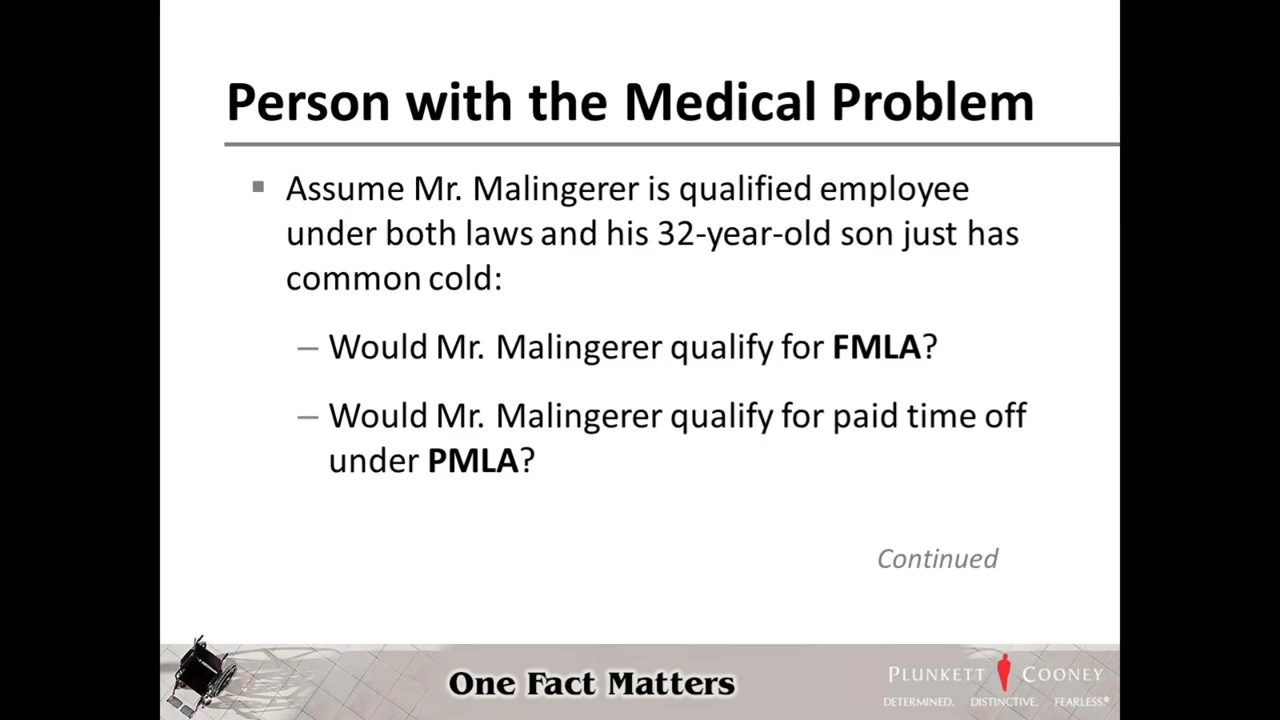 Person with the Medical Problem
▪ Assume Mr. Malingerer is qualified employee
under both laws and his 32-year-old son just has
common cold:
– Would Mr. Malingerer qualify for FMLA?
– Would Mr. Malingerer qualify for paid time off
under PMLA?
Continued
One Fact Matters
PLUNKETT COONEY
DETERMINED. DISTINCTIVE. FEARLESS.®